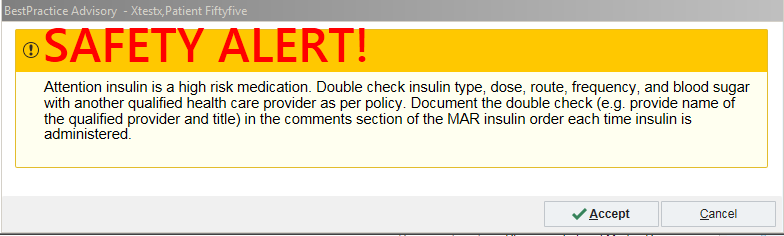 BestPractice Advisory - Xtestx,Patient Fiftyfive
SAFETY ALERT!
Attention insulin is a high risk medication. Double check insulin type, dose, route, frequency, and blood sugar
with another qualified health care provider as per policy. Document the double check (e.g. provide name of
the qualified provider and title) in the comments section of the MAR insulin order each time insulin is
administered.
Accept Cancel